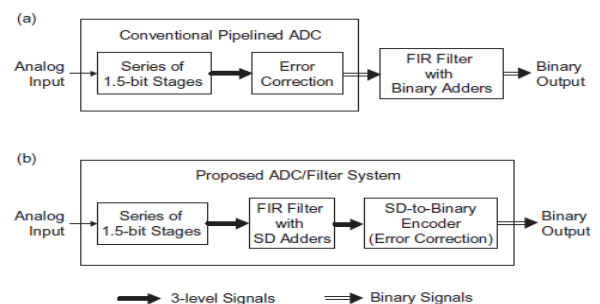 (a)
Conventional Pipelined ADC
Analog
Input
Series of
1.5-bit Stages
Error
Correction
FIR Filter
with
Binary Adders
Binary
Output
(b)
Proposed ADC/Filter System
Analog
Input
Series of
1.5-bit Stages
FIR Filter
with
SD Adders
SD-to-Binary
Encoder
(Error Correction)
Binary
Output
3-level Signals
Binary Signals